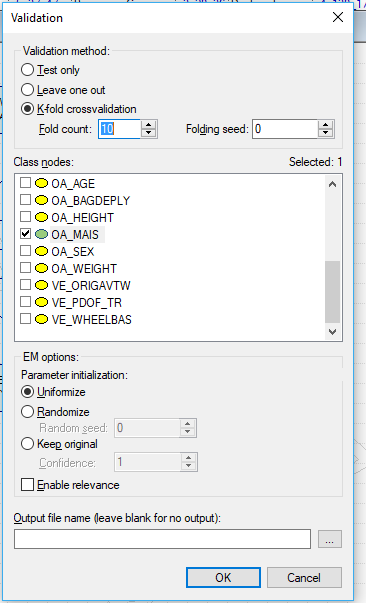 Validation
Validation method:
Test only
Leave one out
K-fold crossvalidation
Fold count: 10 Folding seed: 0
Class nodes: Selected: 1
OA_AGE
OA_BAGDEPLY
OA_HEIGHT
OA_MAIS
OA_SEX
OA_WEIGHT
VE_ORIGAVTW
VE_PDOF_TR
VE_WHEELBAS
EM options:
Parameter initialization:
Uniformize
Randomize
Random seed: 0
Keep original
Confidence: 1
Enable relevance
Output file name (leave blank for no output):
...
OK Cancel